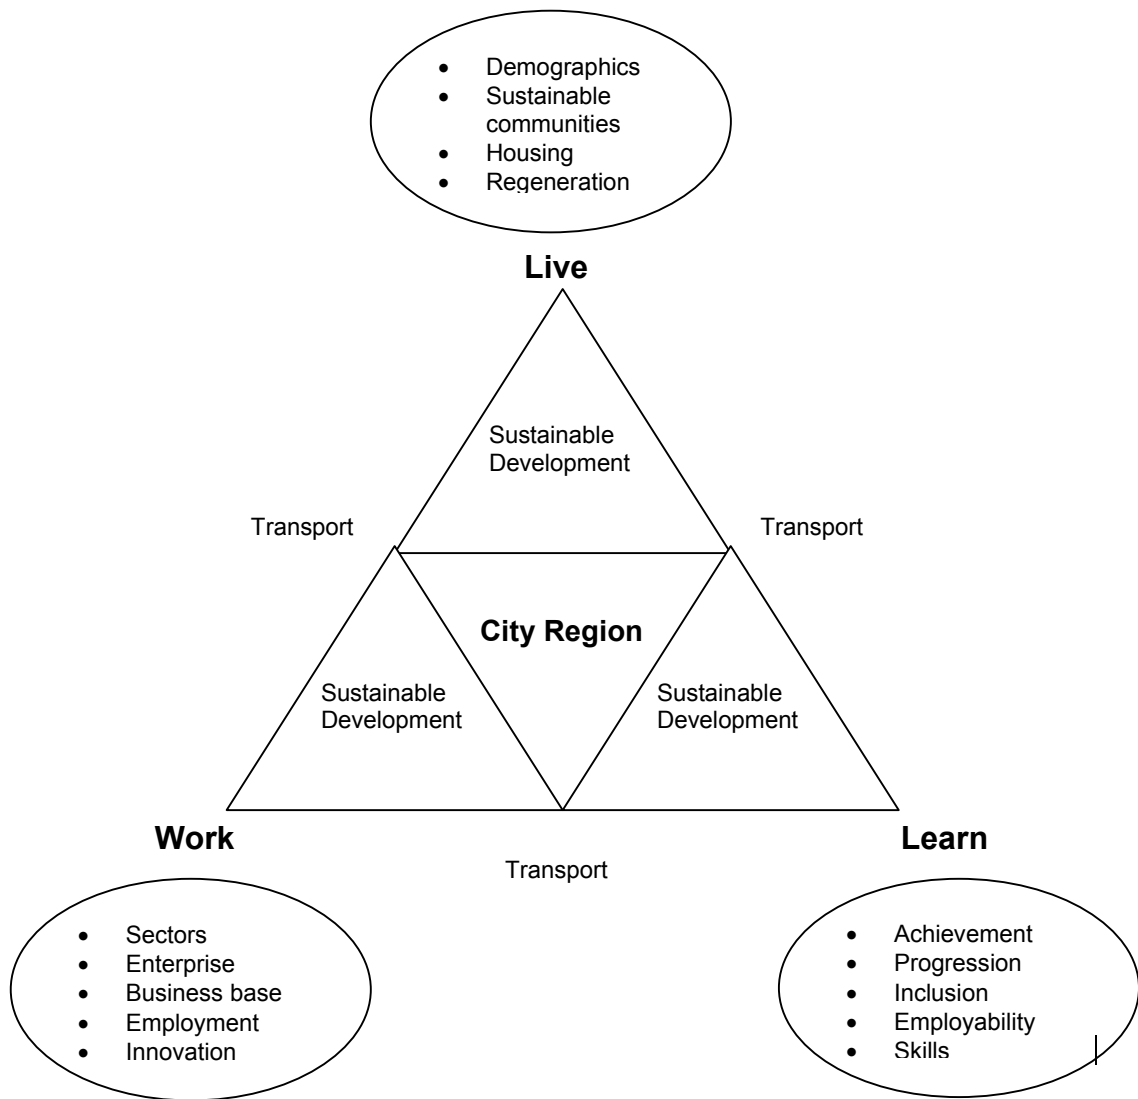 • Demographics
• Sustainable
communities
• Housing
• Regeneration
Live
Sustainable
Development
Transport
Transport
City Region
Sustainable
Development
Sustainable
Development
Work
Learn
Transport
• Sectors
• Enterprise
• Business base
• Employment
• Innovation
• Achievement
• Progression
• Inclusion
• Employability
• Skills